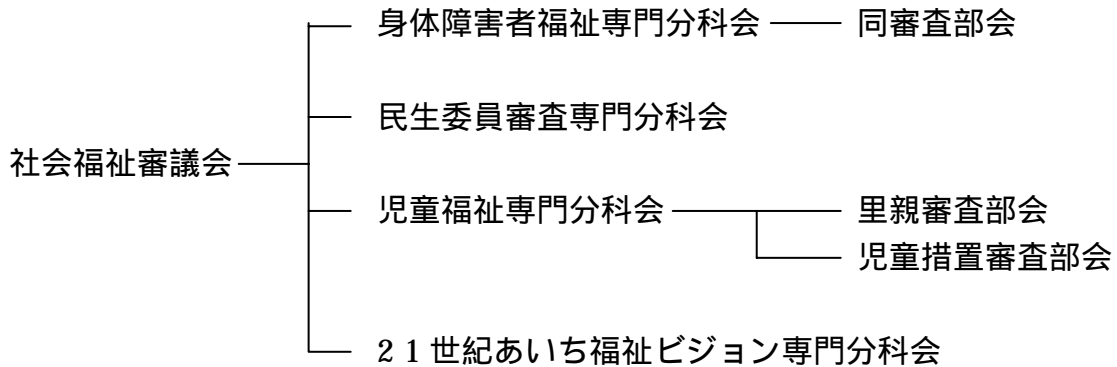 身体障害者福祉専門分科会 同審査部会
民生委員審査専門分科会
社会福祉審議会
児童福祉専門分科会 里親審査部会
児童措置審査部会
21世紀あいち福祉ビジョン専門分科会